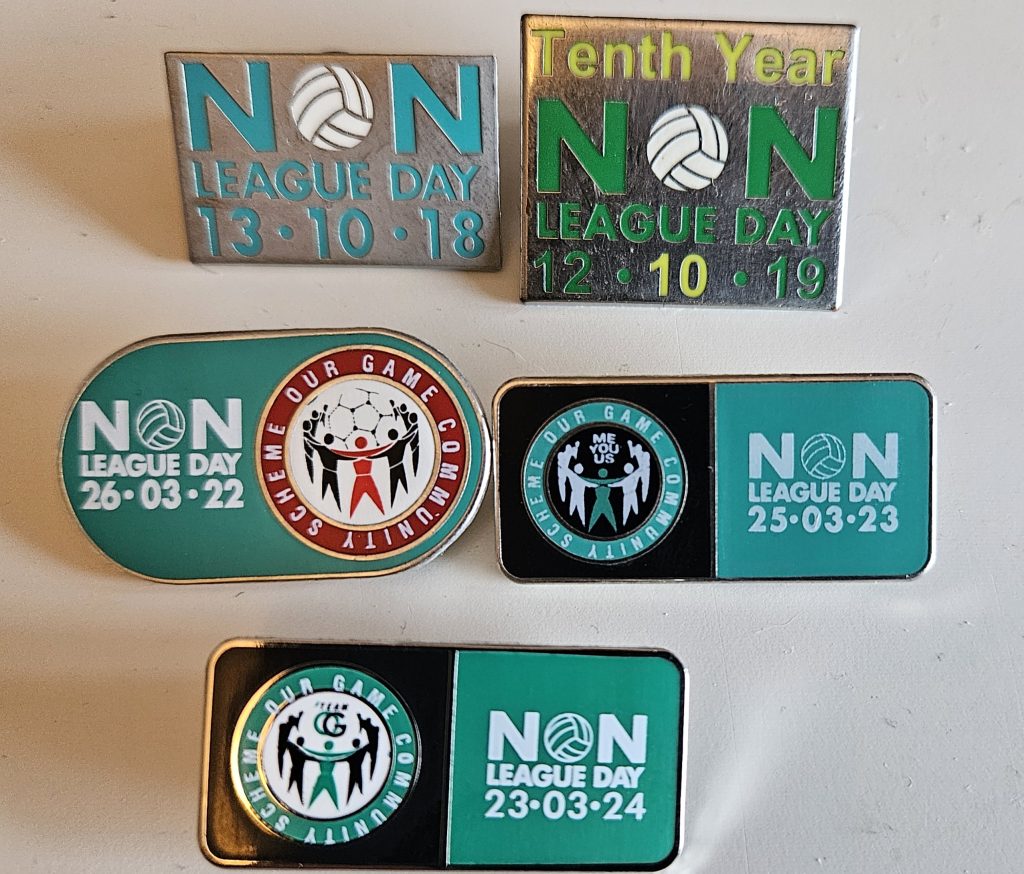 NON
LEAGUE DAY
13·10·18
Tenth Year
NON
LEAGUE DAY
12·10·19
NON
LEAGUE DAY
26·03·22
OUR GAME COMMUNITY SCHEME
OUR GAME COMMUNITY SCHEME
ME
YOU
US
NON
LEAGUE DAY
25·03·23
OUR GAME COMMUNITY SCHEME
TEAM
OG
NON
LEAGUE DAY
23·03·24